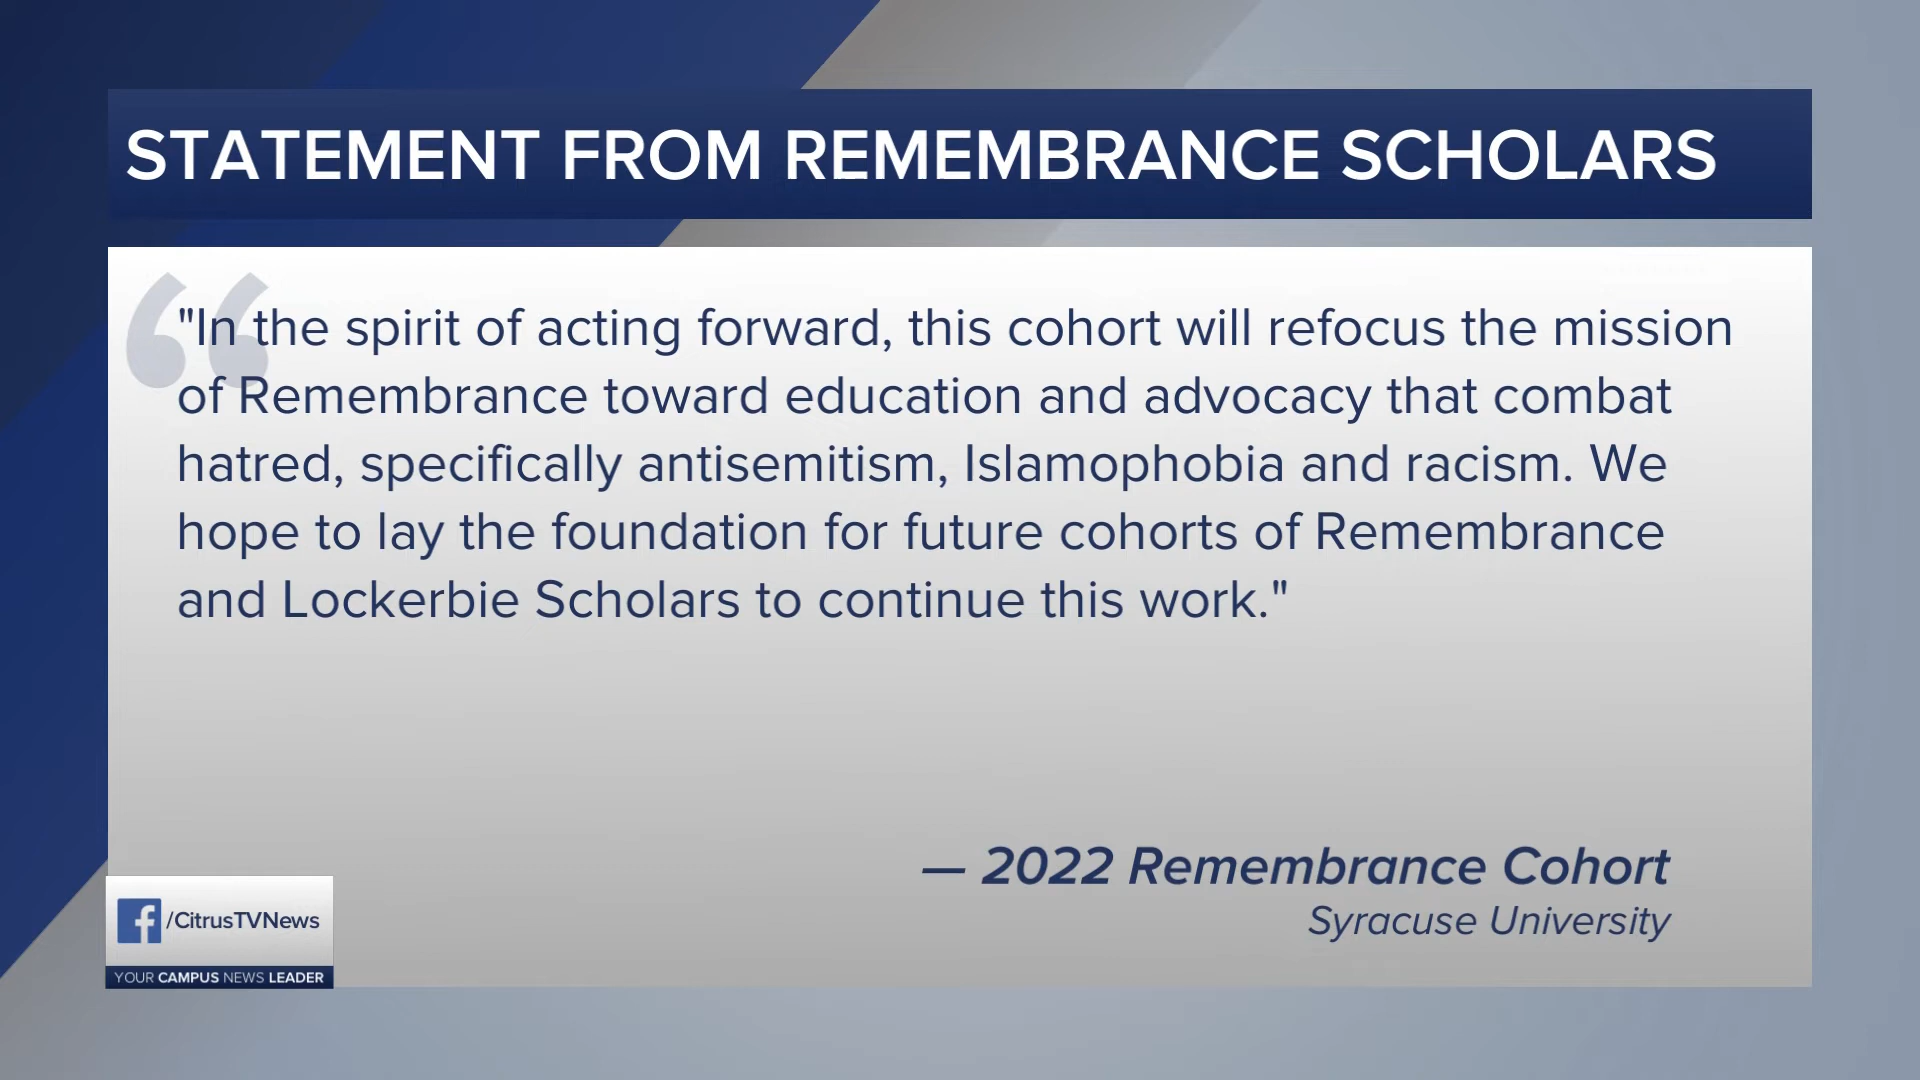 STATEMENT FROM REMEMBRANCE SCHOLARS
"In the spirit of acting forward, this cohort will refocus the mission
of Remembrance toward education and advocacy that combat
hatred, specifically antisemitism, Islamophobia and racism. We
hope to lay the foundation for future cohorts of Remembrance
and Lockerbie Scholars to continue this work."
— 2022 Remembrance Cohort
Syracuse University
/CitrusTVNews
YOUR CAMPUS NEWS LEADER